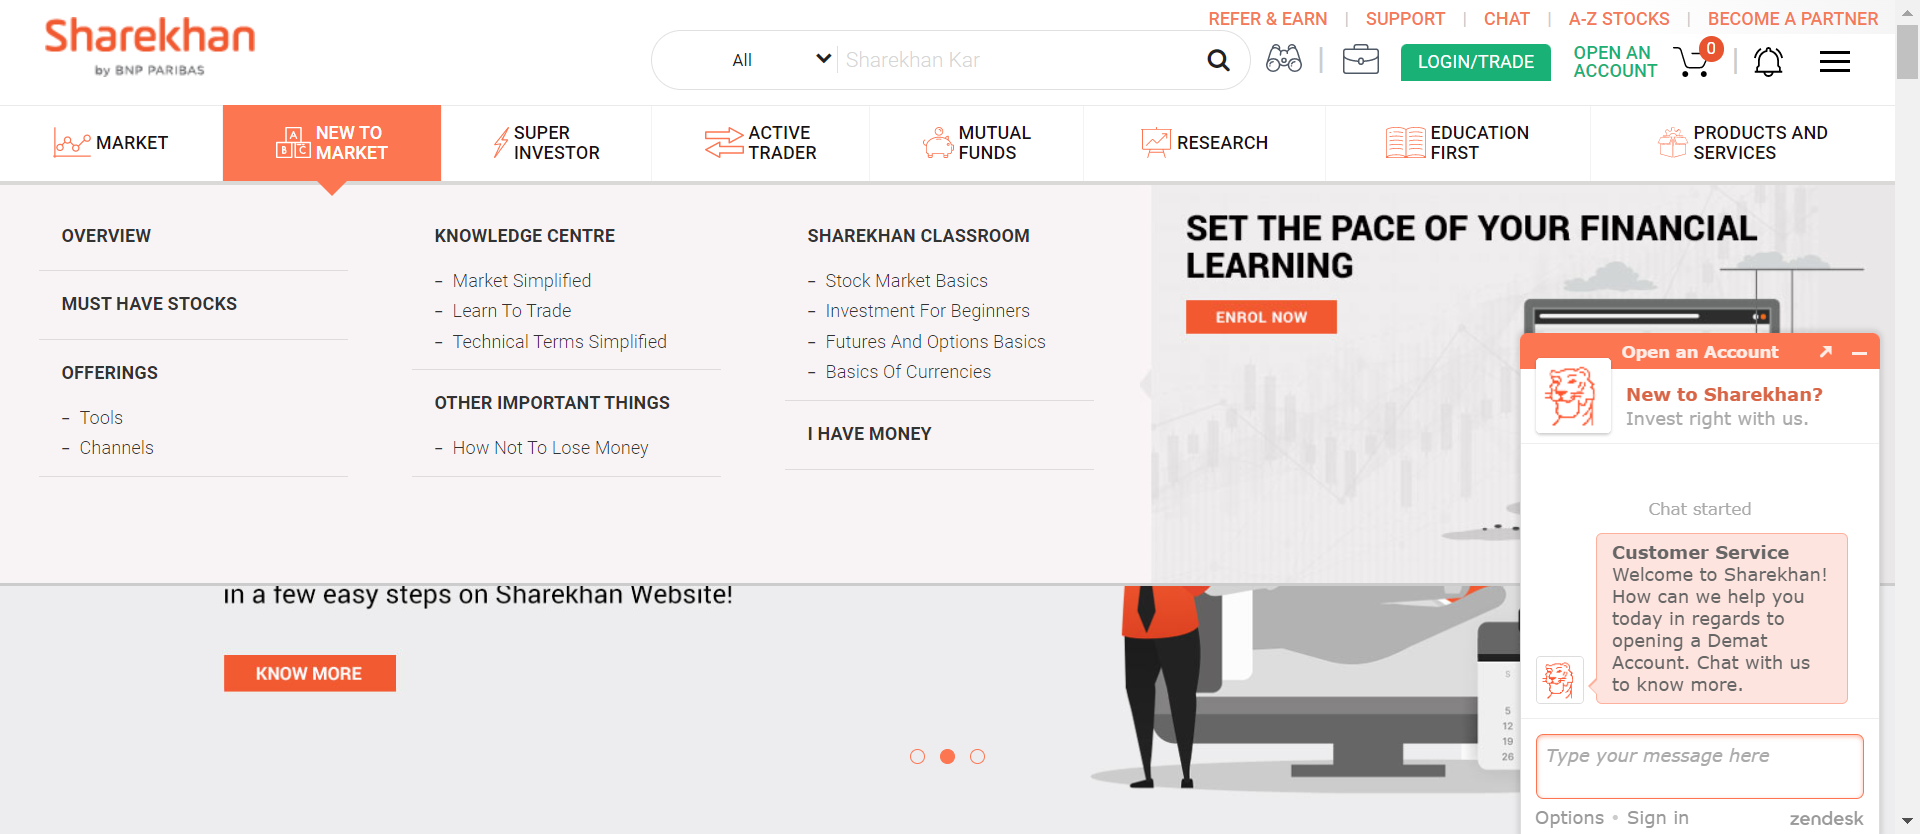 REFER & EARN | SUPPORT | CHAT | A-Z STOCKS | BECOME A PARTNER
Sharekhan
by BNP PARIBAS
All
Sharekhan Kar
LOGIN/TRADE
OPEN AN
ACCOUNT
0
MARKET
A
B C
NEW TO
MARKET
SUPER
INVESTOR
ACTIVE
TRADER
MUTUAL
FUNDS
RESEARCH
EDUCATION
FIRST
PRODUCTS AND
SERVICES
OVERVIEW
MUST HAVE STOCKS
OFFERINGS
- Tools
- Channels
KNOWLEDGE CENTRE
- Market Simplified
- Learn To Trade
- Technical Terms Simplified
OTHER IMPORTANT THINGS
- How Not To Lose Money
SHAREKHAN CLASSROOM
- Stock Market Basics
- Investment For Beginners
- Futures And Options Basics
- Basics Of Currencies
I HAVE MONEY
SET THE PACE OF YOUR FINANCIAL
LEARNING
ENROL NOW
in a few easy steps on Sharekhan Website!
KNOW MORE
S
5
12
19
26
Open an Account
New to Sharekhan?
Invest right with us.
Chat started
Customer Service
Welcome to Sharekhan!
How can we help you
today in regards to
opening a Demat
Account. Chat with us
to know more.
Type your message here
Options • Sign in
zendesk